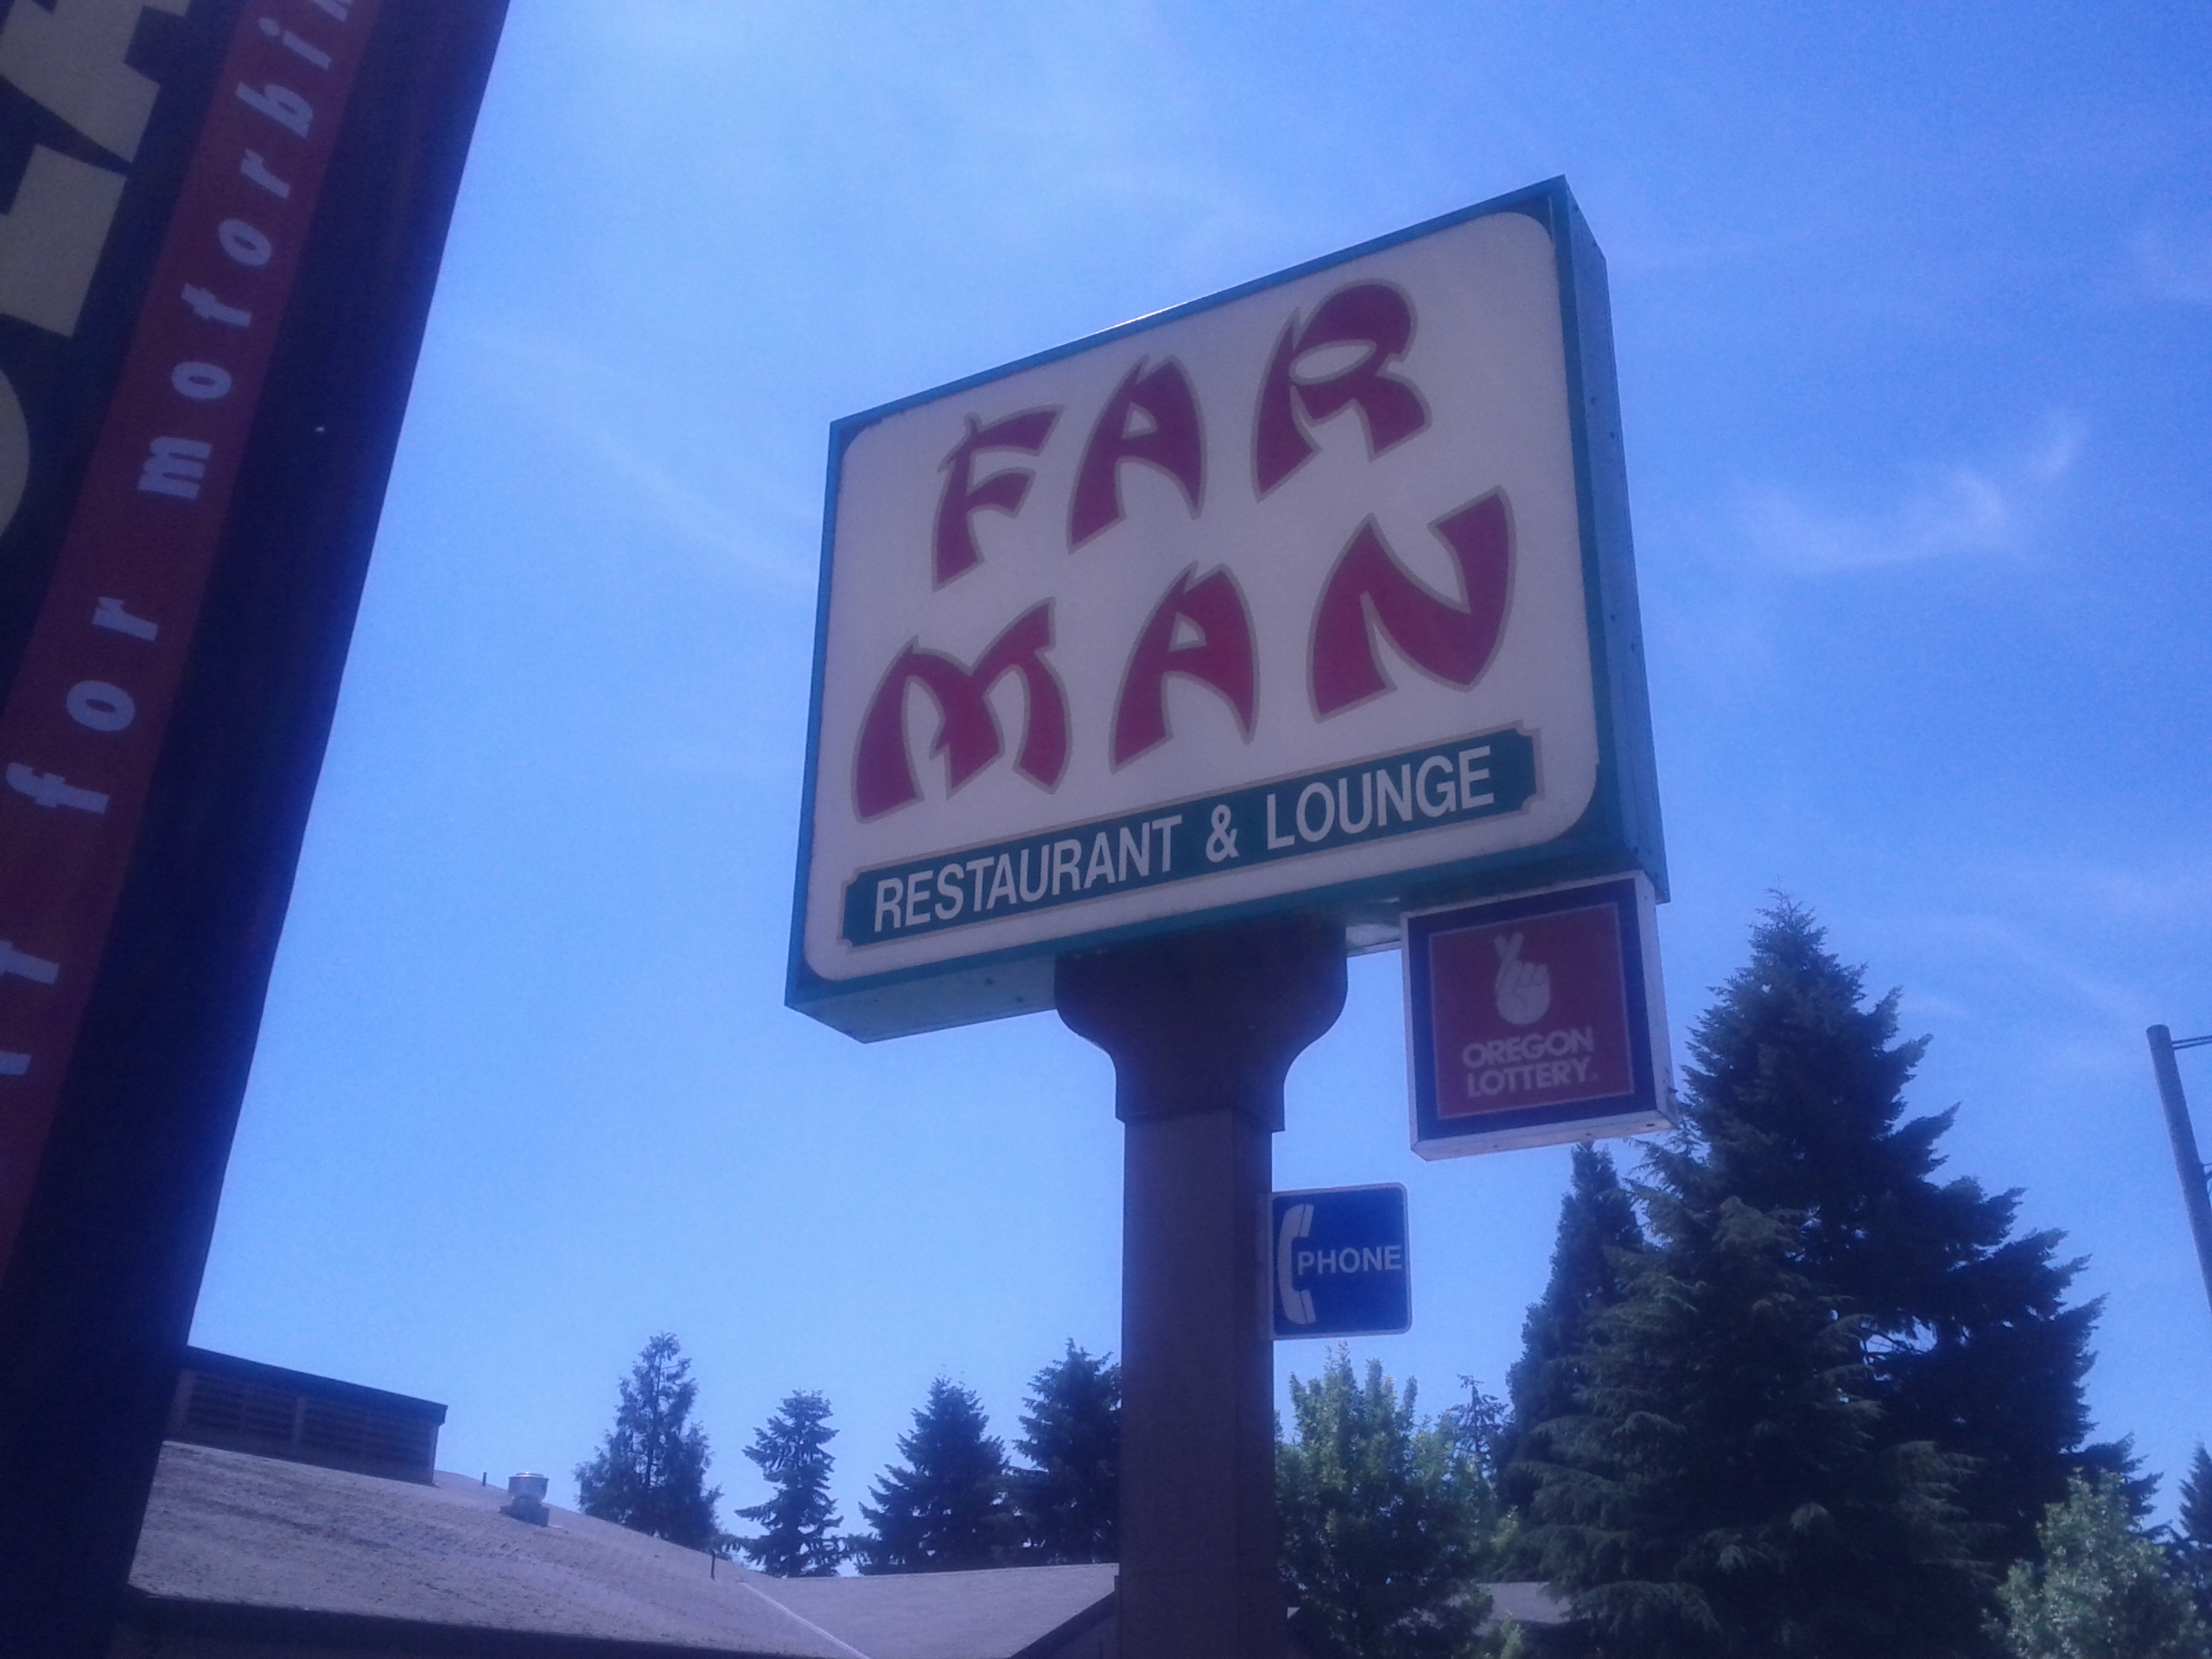 FAR
MAN
RESTAURANT & LOUNGE
OREGON
LOTTERY
PHONE
for motorbi